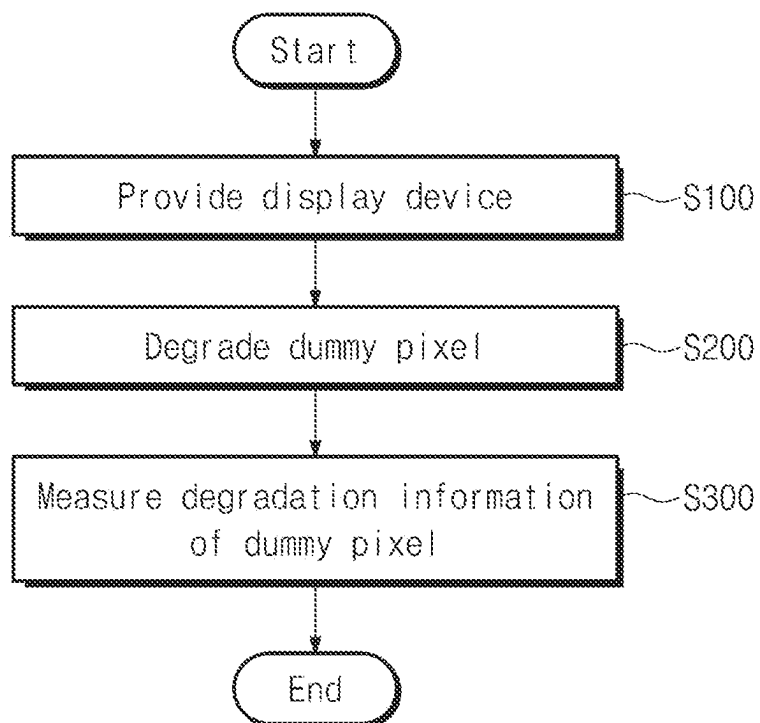 Start
Provide display device
S100
Degrade dummy pixel
S200
Measure degradation information
of dummy pixel
S300
End